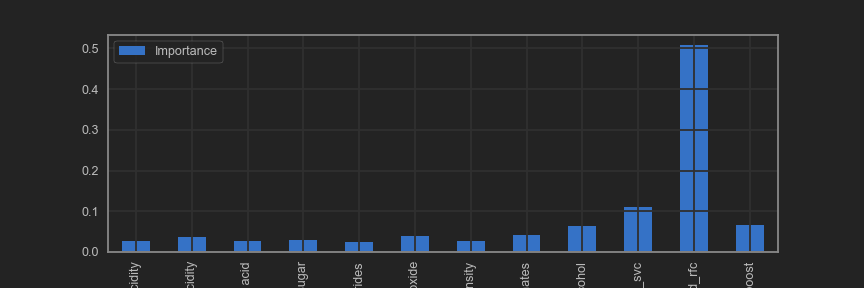 Importance
0.5
0.4
0.3
0.2
0.1
0.0
cidity
cidity
acid
ugar
rides
oxide
nsity
ates
ohol
_svc
d_rfc
oost